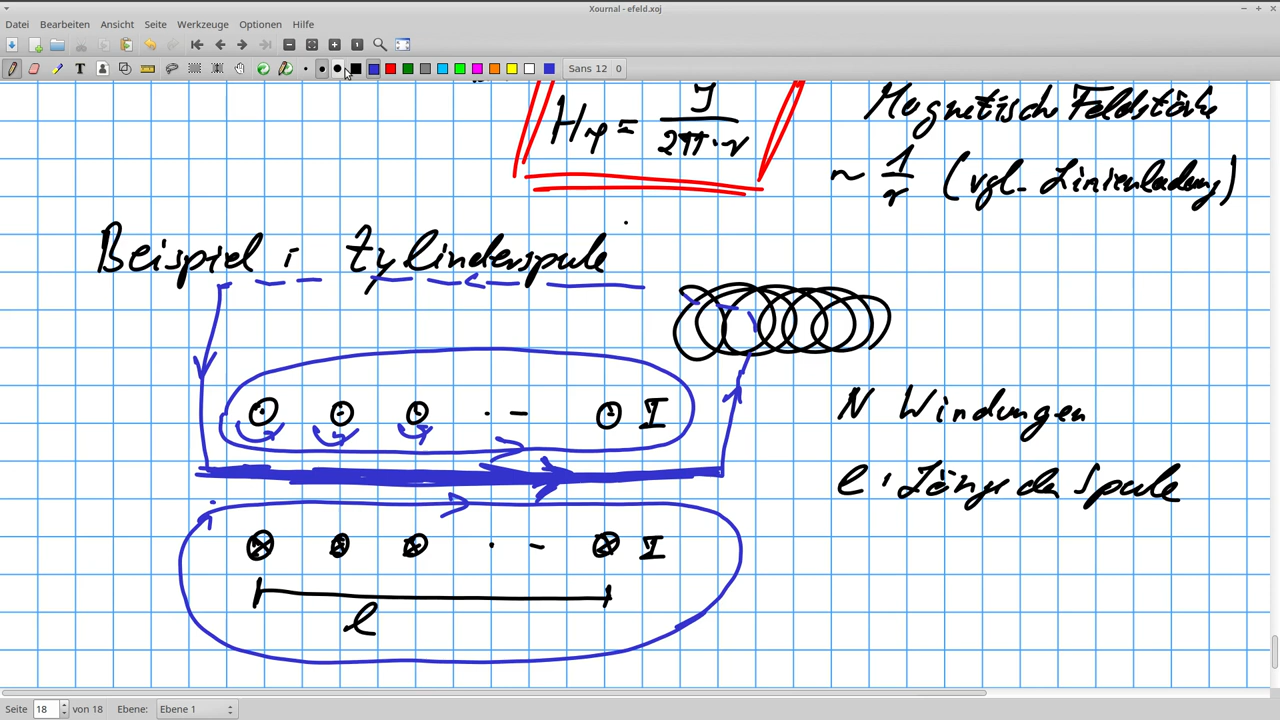 Xournal - efeld.xoj
Datei Bearbeiten Ansicht Seite Werkzeuge Optionen Hilfe
Sans 12 0
Hφ = I / 2π·r
Magnetische Feldstärke
~ 1/r (vgl. Linienladung)
Beispiel : Zylinderspule
I
N Windungen
l : Länge der Spule
I
l
Seite 18 von 18 Ebene: Ebene 1